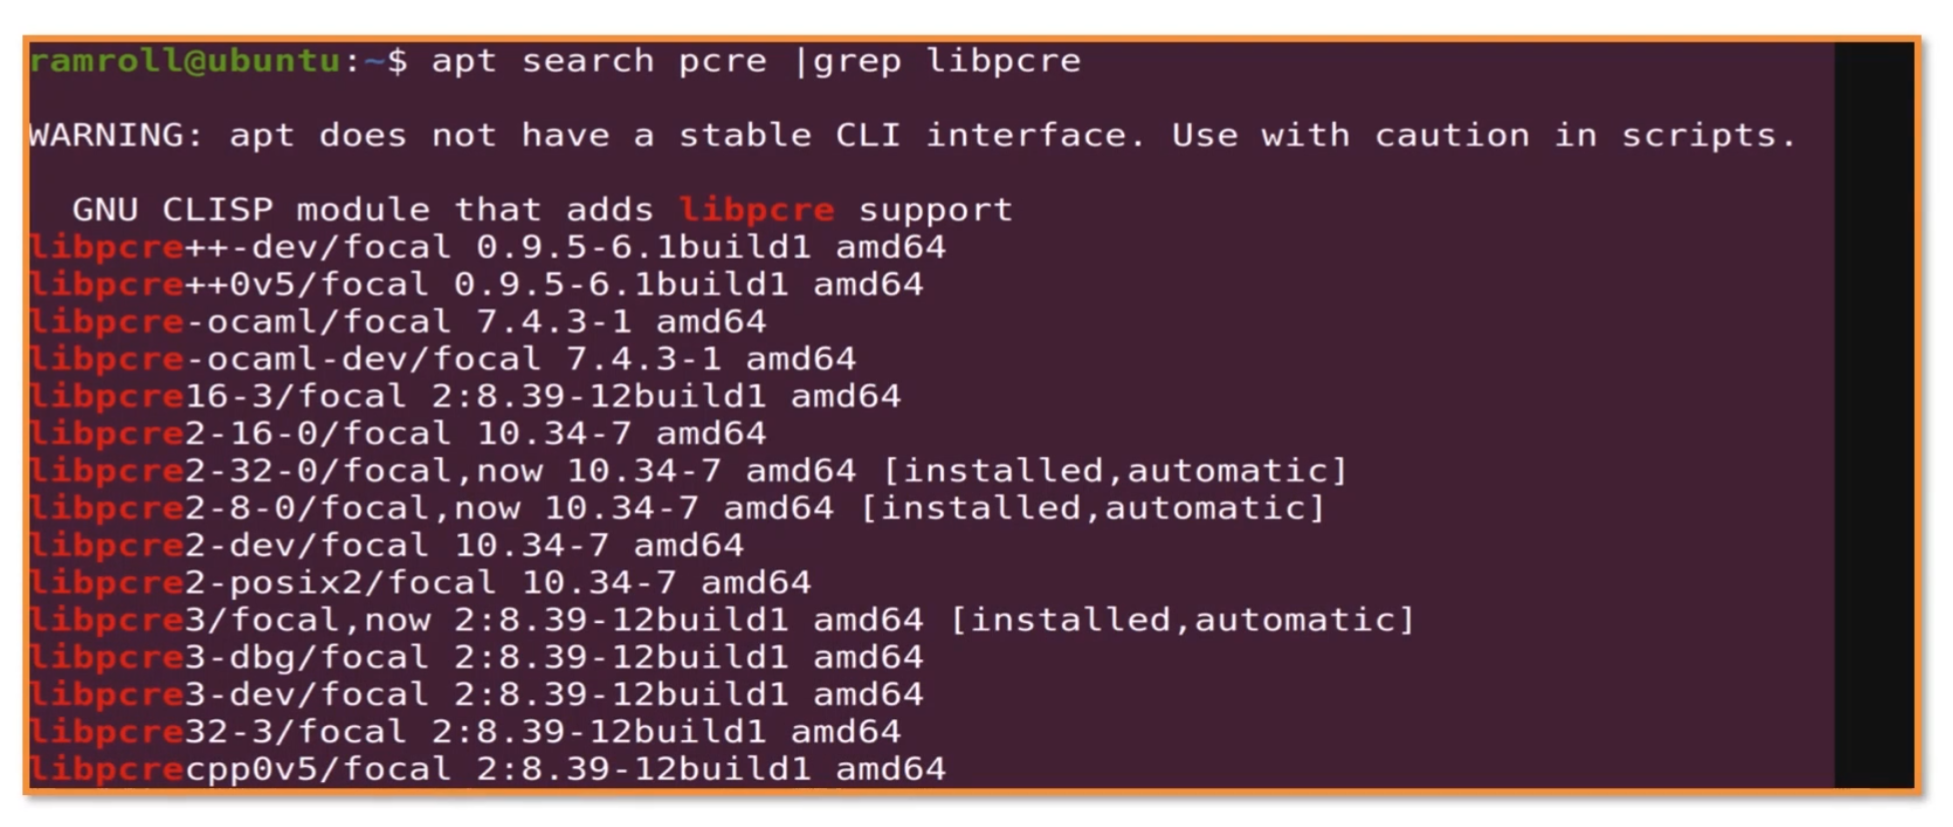 ramroll@ubuntu:~$ apt search pcre |grep libpcre
WARNING: apt does not have a stable CLI interface. Use with caution in scripts.
GNU CLISP module that adds libpcre support
libpcre++-dev/focal 0.9.5-6.1build1 amd64
libpcre++0v5/focal 0.9.5-6.1build1 amd64
libpcre-ocaml/focal 7.4.3-1 amd64
libpcre-ocaml-dev/focal 7.4.3-1 amd64
libpcre16-3/focal 2:8.39-12build1 amd64
libpcre2-16-0/focal 10.34-7 amd64
libpcre2-32-0/focal,now 10.34-7 amd64 [installed,automatic]
libpcre2-8-0/focal,now 10.34-7 amd64 [installed,automatic]
libpcre2-dev/focal 10.34-7 amd64
libpcre2-posix2/focal 10.34-7 amd64
libpcre3/focal,now 2:8.39-12build1 amd64 [installed,automatic]
libpcre3-dbg/focal 2:8.39-12build1 amd64
libpcre3-dev/focal 2:8.39-12build1 amd64
libpcre32-3/focal 2:8.39-12build1 amd64
libpcrecpp0v5/focal 2:8.39-12build1 amd64